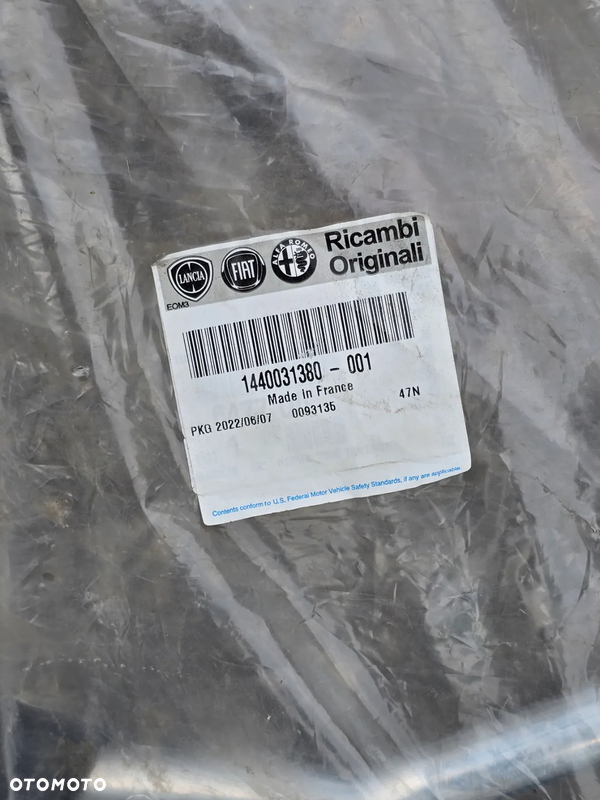 LANCIA
FIAT
ALFA ROMEO
Ricambi
Originali
EOM3
1440031380 - 001
Made In France
47N
PKG 2022/06/07 0093135
Contents conform to U.S. Federal Motor Vehicle Safety Standards, if any are applicable.
OTOMOTO